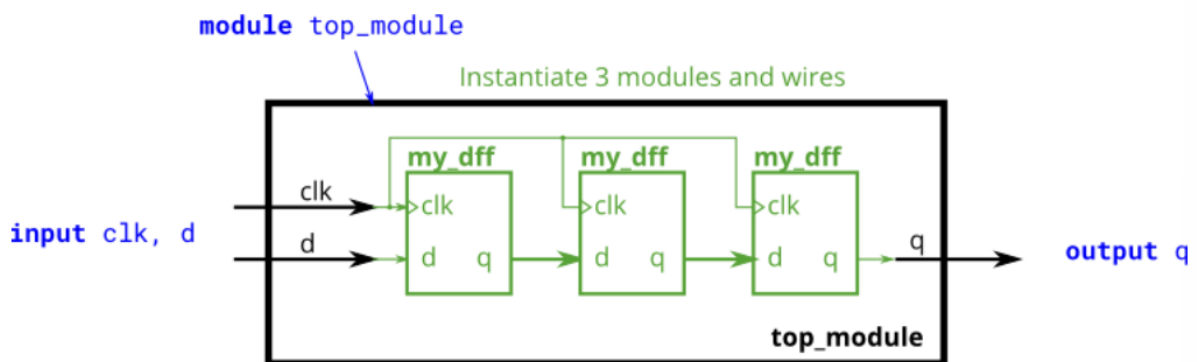 module top_module
Instantiate 3 modules and wires
my_dff my_dff my_dff
clk clk clk clk
input clk, d
d d q d q d q q
output q
top_module